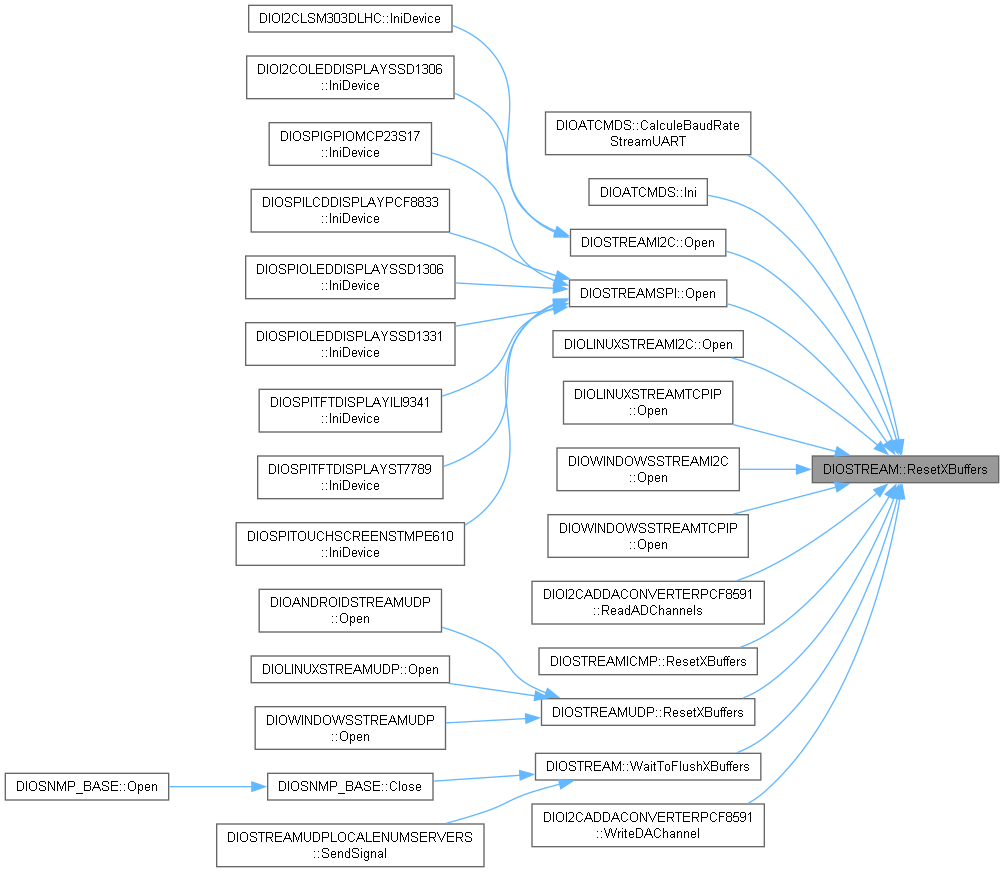 DIOI2CLSM303DLHC::IniDevice
DIOI2COLEDDISPLAYSSD1306
::IniDevice
DIOSPIGPIOMCP23S17
::IniDevice
DIOSPILCDDISPLAYPCF8833
::IniDevice
DIOSPIOLEDDISPLAYSSD1306
::IniDevice
DIOSPIOLEDDISPLAYSSD1331
::IniDevice
DIOSPITFTDISPLAYILI9341
::IniDevice
DIOSPITFTDISPLAYST7789
::IniDevice
DIOSPITOUCHSCREENSTMPE610
::IniDevice
DIOANDROIDSTREAMUDP
::Open
DIOLINUXSTREAMUDP::Open
DIOWINDOWSSTREAMUDP
::Open
DIOSNMP_BASE::Open
DIOSNMP_BASE::Close
DIOSTREAMUDPLOCALENUMSERVERS
::SendSignal
DIOATCMDS::CalculeBaudRate
StreamUART
DIOATCMDS::Ini
DIOSTREAMI2C::Open
DIOSTREAMSPI::Open
DIOLINUXSTREAMI2C::Open
DIOLINUXSTREAMTCPIP
::Open
DIOWINDOWSSTREAMI2C
::Open
DIOWINDOWSSTREAMTCPIP
::Open
DIOI2CADDACONVERTERPCF8591
::ReadADChannels
DIOSTREAMICMP::ResetXBuffers
DIOSTREAMUDP::ResetXBuffers
DIOSTREAM::WaitToFlushXBuffers
DIOI2CADDACONVERTERPCF8591
::WriteDAChannel
DIOSTREAM::ResetXBuffers